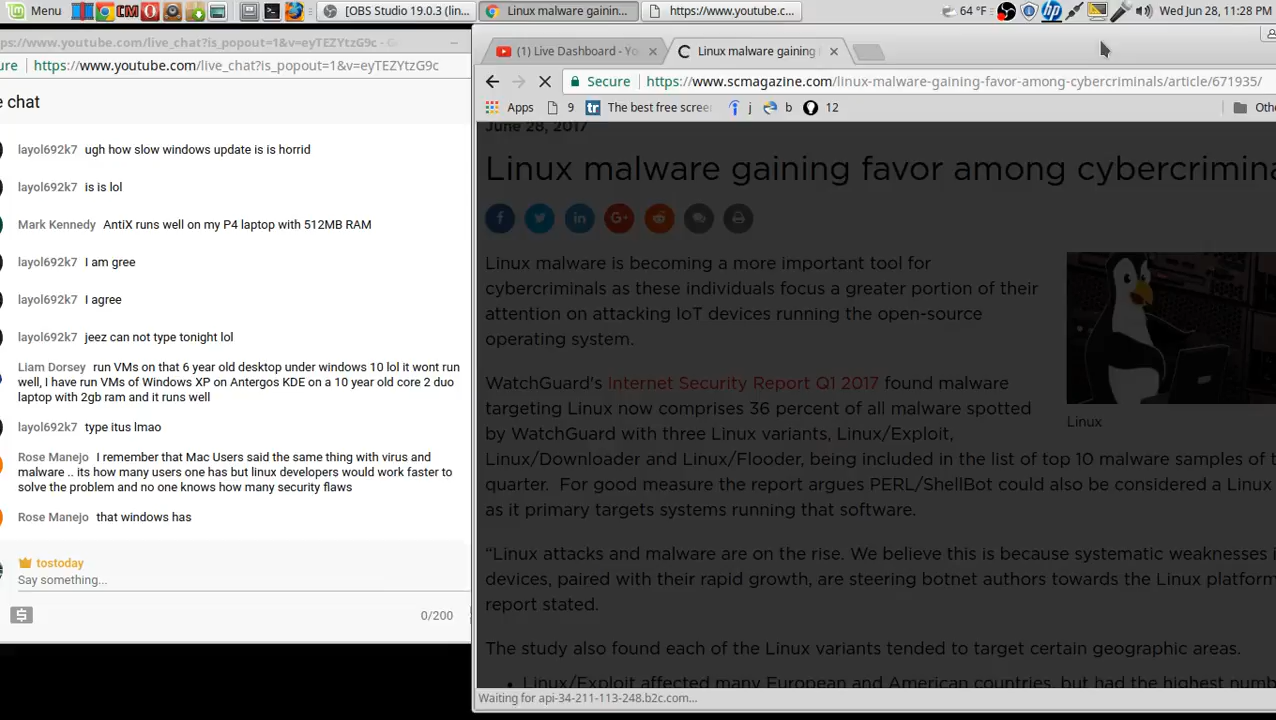 Menu
CM
[OBS Studio 19.0.3 (lin...
Linux malware gainin...
https://www.youtube.c...
64 °F
Wed Jun 28, 11:28 PM
ps://www.youtube.com/live_chat?is_popout=1&v=eyTEZYtzG9c - G
ure
https://www.youtube.com/live_chat?is_popout=1&v=eyTEZYtzG9c
e chat
layol692k7 ugh how slow windows update is is horrid
layol692k7 is is lol
Mark Kennedy AntiX runs well on my P4 laptop with 512MB RAM
layol692k7 I am gree
layol692k7 I agree
layol692k7 jeez can not type tonight lol
Liam Dorsey run VMs on that 6 year old desktop under windows 10 lol it wont run
well, I have run VMs of Windows XP on Antergos KDE on a 10 year old core 2 duo
laptop with 2gb ram and it runs well
layol692k7 type itus lmao
Rose Manejo I remember that Mac Users said the same thing with virus and
malware .. its how many users one has but linux developers would work faster to
solve the problem and no one knows how many security flaws
Rose Manejo that windows has
tostoday
Say something...
0/200
(1) Live Dashboard - Yo
Linux malware gaining
Secure
https://www.scmagazine.com/linux-malware-gaining-favor-among-cybercriminals/article/671935/
Apps
9
tr
The best free scree
j
b
12
Othe
June 28, 2017
Linux malware gaining favor among cybercrimina
Linux malware is becoming a more important tool for
cybercriminals as these individuals focus a greater portion of their
attention on attacking IoT devices running the open-source
operating system.
Linux
WatchGuard's Internet Security Report Q1 2017 found malware
targeting Linux now comprises 36 percent of all malware spotted
by WatchGuard with three Linux variants, Linux/Exploit,
Linux/Downloader and Linux/Flooder, being included in the list of top 10 malware samples of t
quarter. For good measure the report argues PERL/ShellBot could also be considered a Linux
as it primary targets systems running that software.
“Linux attacks and malware are on the rise. We believe this is because systematic weaknesses i
devices, paired with their rapid growth, are steering botnet authors towards the Linux platform
report stated.
The study also found each of the Linux variants tended to target certain geographic areas.
• Linux/Exploit affected many European and American countries, but had the highest numb
Waiting for api-34-211-113-248.b2c.com...